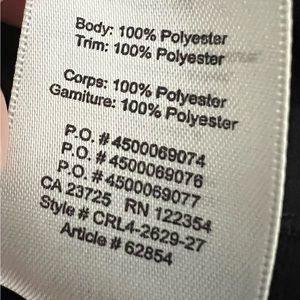 Body: 100% Polyester
Trim: 100% Polyester
Corps: 100% Polyester
Gamiture: 100% Polyester
P.O. # 4500069074
P.O. # 4500069076
P.O. # 4500069077
CA 23725 RN 122354
Style # CRL4-2629-27
Article # 62854